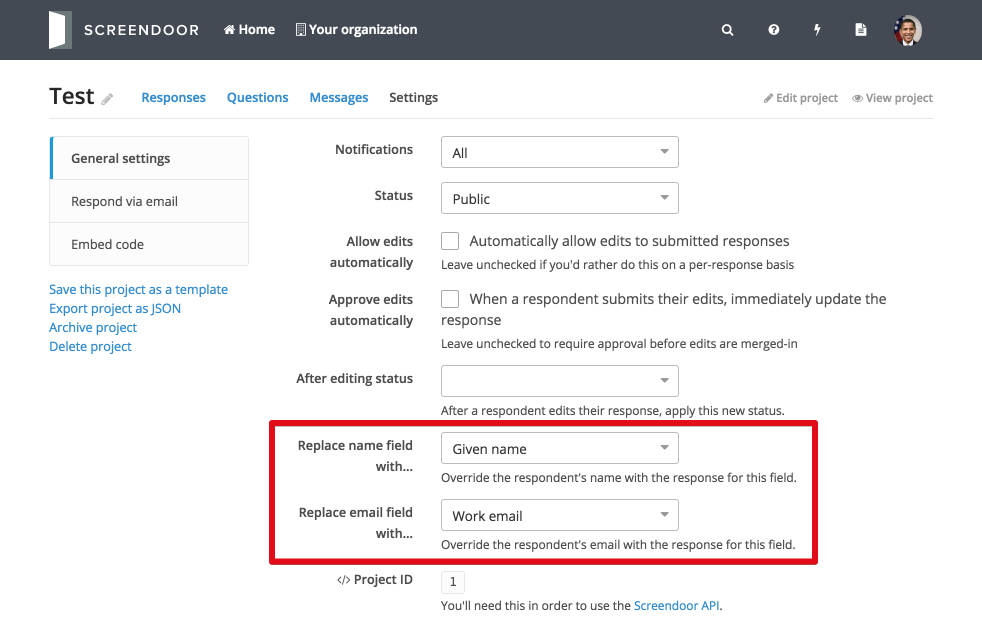 SCREENDOOR Home Your organization
Test Responses Questions Messages Settings Edit project View project
General settings
Respond via email
Embed code
Save this project as a template
Export project as JSON
Archive project
Delete project
Notifications All
Status Public
Allow edits automatically Automatically allow edits to submitted responses
Leave unchecked if you'd rather do this on a per-response basis
Approve edits automatically When a respondent submits their edits, immediately update the
response
Leave unchecked to require approval before edits are merged-in
After editing status
After a respondent edits their response, apply this new status.
Replace name field with... Given name
Override the respondent's name with the response for this field.
Replace email field with... Work email
Override the respondent's email with the response for this field.
</> Project ID 1
You'll need this in order to use the Screendoor API.